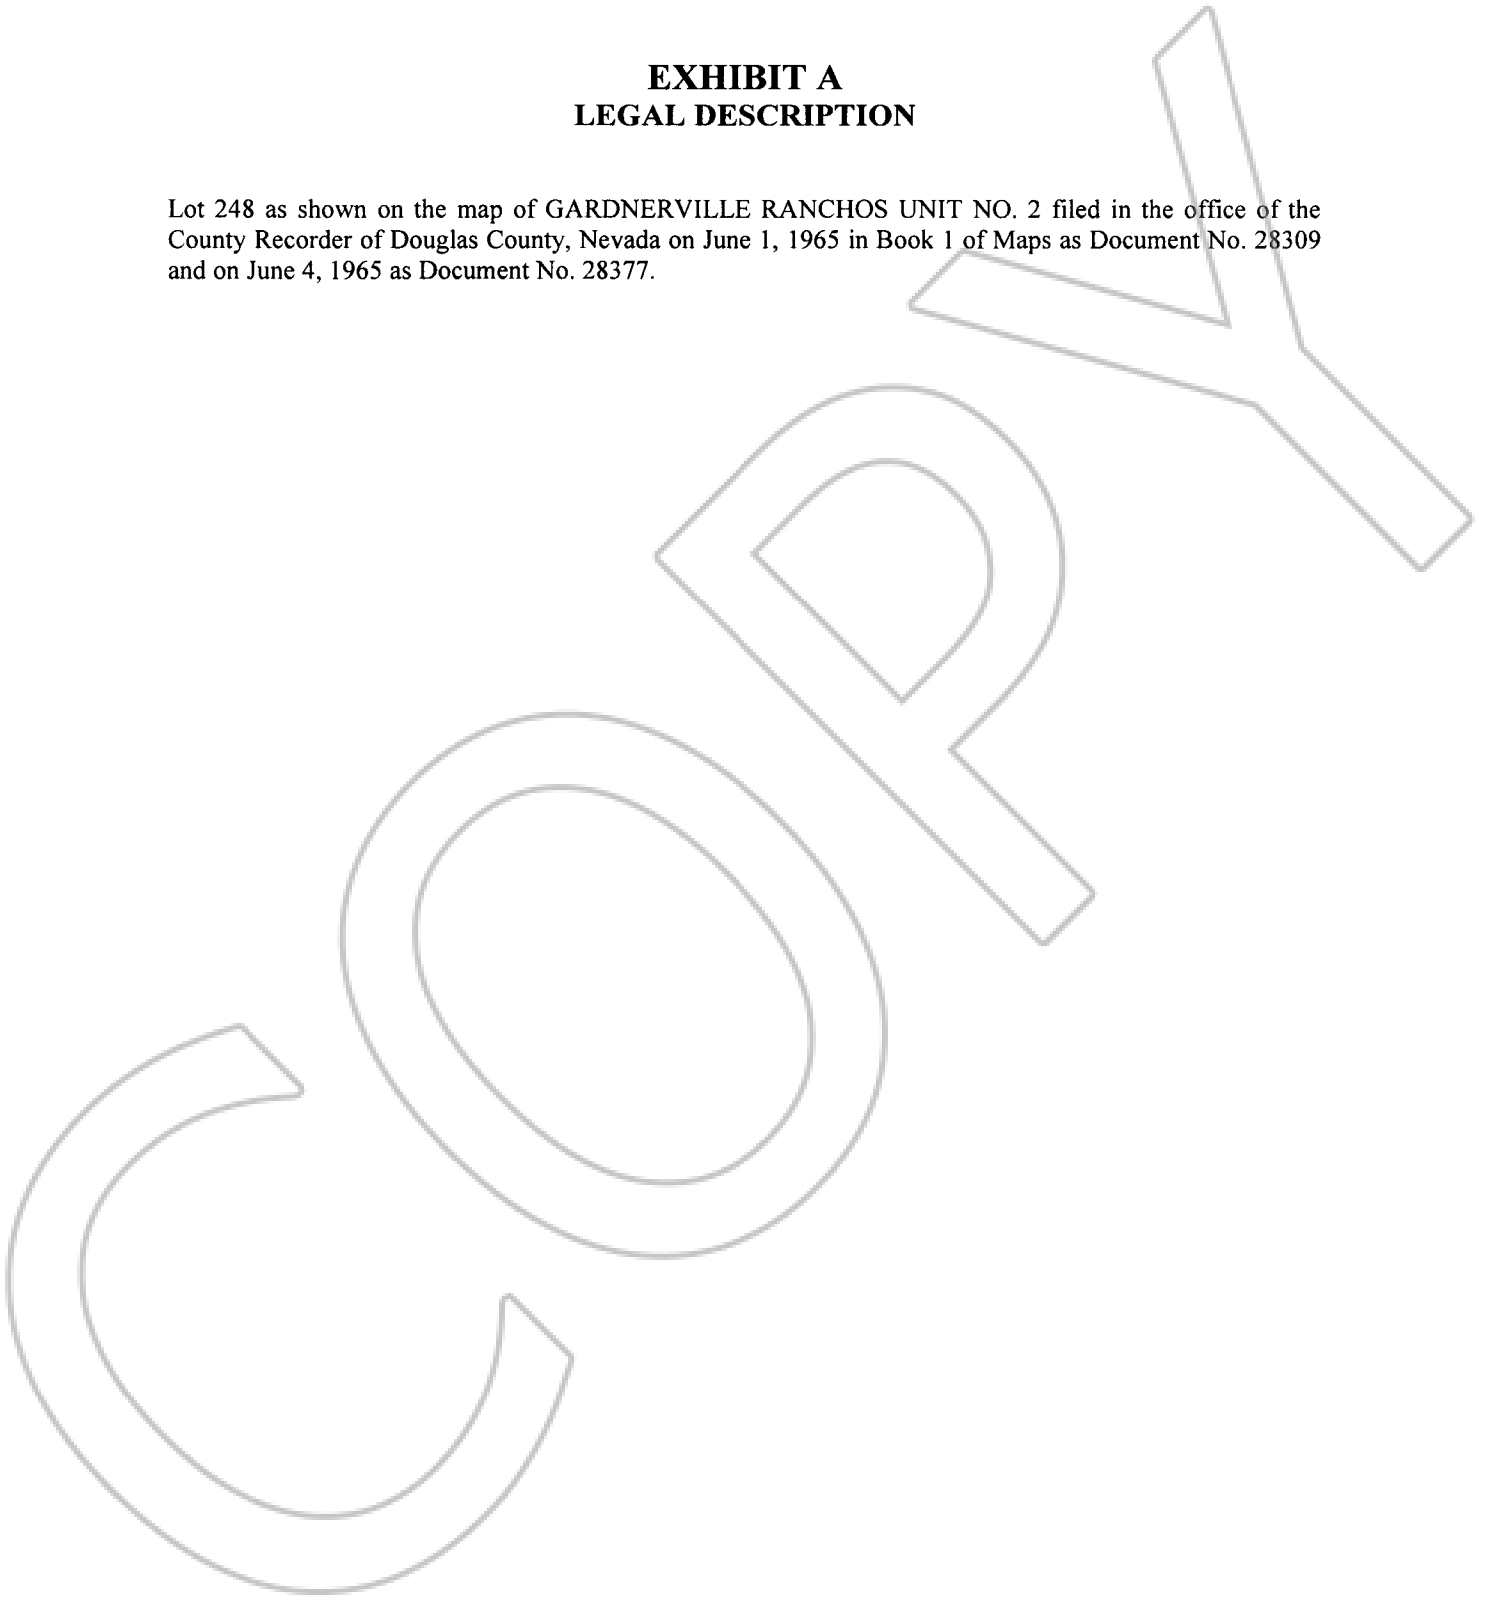 EXHIBIT A
LEGAL DESCRIPTION
Lot 248 as shown on the map of GARDNERVILLE RANCHOS UNIT NO. 2 filed in the office of the
County Recorder of Douglas County, Nevada on June 1, 1965 in Book 1 of Maps as Document No. 28309
and on June 4, 1965 as Document No. 28377.
COPY